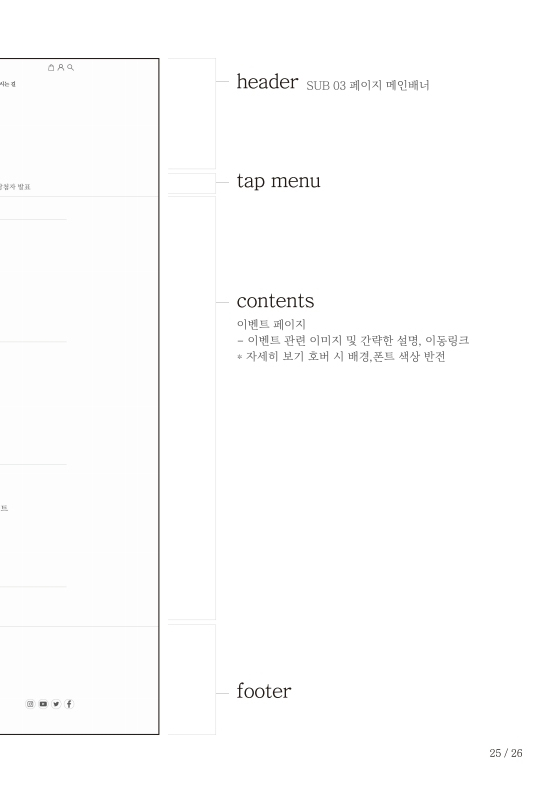 header SUB 03 페이지 메인배너
시는 길
tap menu
당첨자 발표
contents
이벤트 페이지
- 이벤트 관련 이미지 및 간략한 설명, 이동링크
* 자세히 보기 호버 시 배경,폰트 색상 반전
트
footer
25 / 26